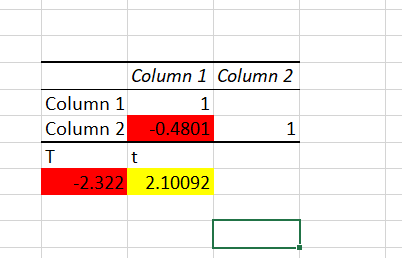 Column 1 Column 2
Column 1 1
Column 2 -0.4801 1
T t
-2.322 2.10092